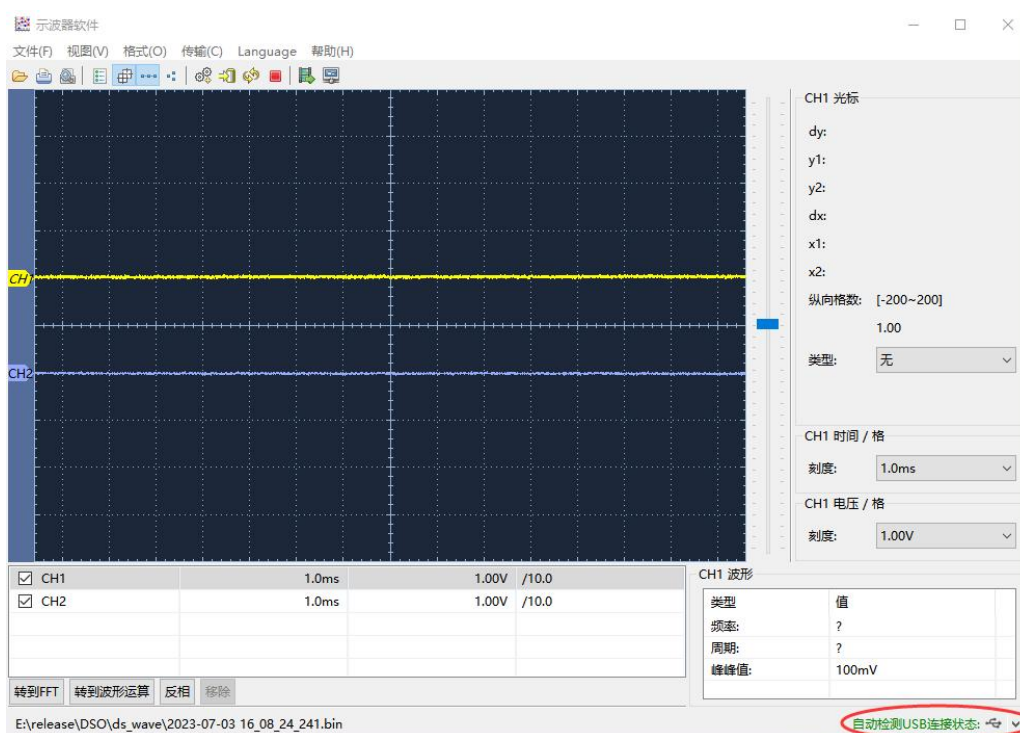 示波器软件
文件(F) 视图(V) 格式(O) 传输(C) Language 帮助(H)
CH1 光标
dy:
y1:
y2:
dx:
x1:
x2:
纵向格数: [-200~200]
1.00
类型: 无
CH1 时间 / 格
刻度: 1.0ms
CH1 电压 / 格
刻度: 1.00V
CH
CH2
CH1 1.0ms 1.00V /10.0
CH2 1.0ms 1.00V /10.0
CH1 波形
类型 值
频率: ?
周期: ?
峰峰值: 100mV
转到FFT 转到波形运算 反相 移除
E:\release\DSO\ds_wave\2023-07-03 16_08_24_241.bin
自动检测USB连接状态: